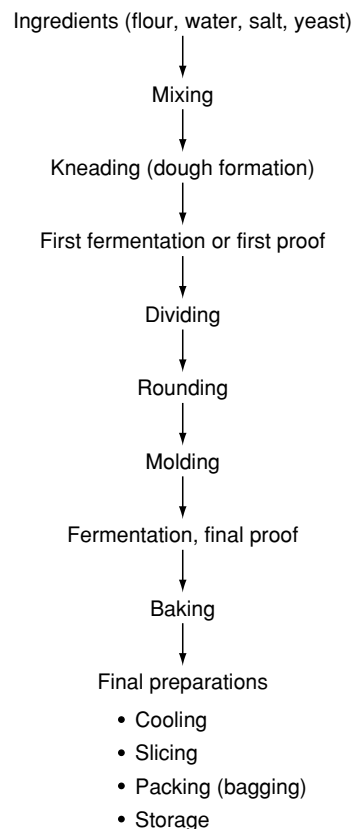 Ingredients (flour, water, salt, yeast)
Mixing
Kneading (dough formation)
First fermentation or first proof
Dividing
Rounding
Molding
Fermentation, final proof
Baking
Final preparations
• Cooling
• Slicing
• Packing (bagging)
• Storage